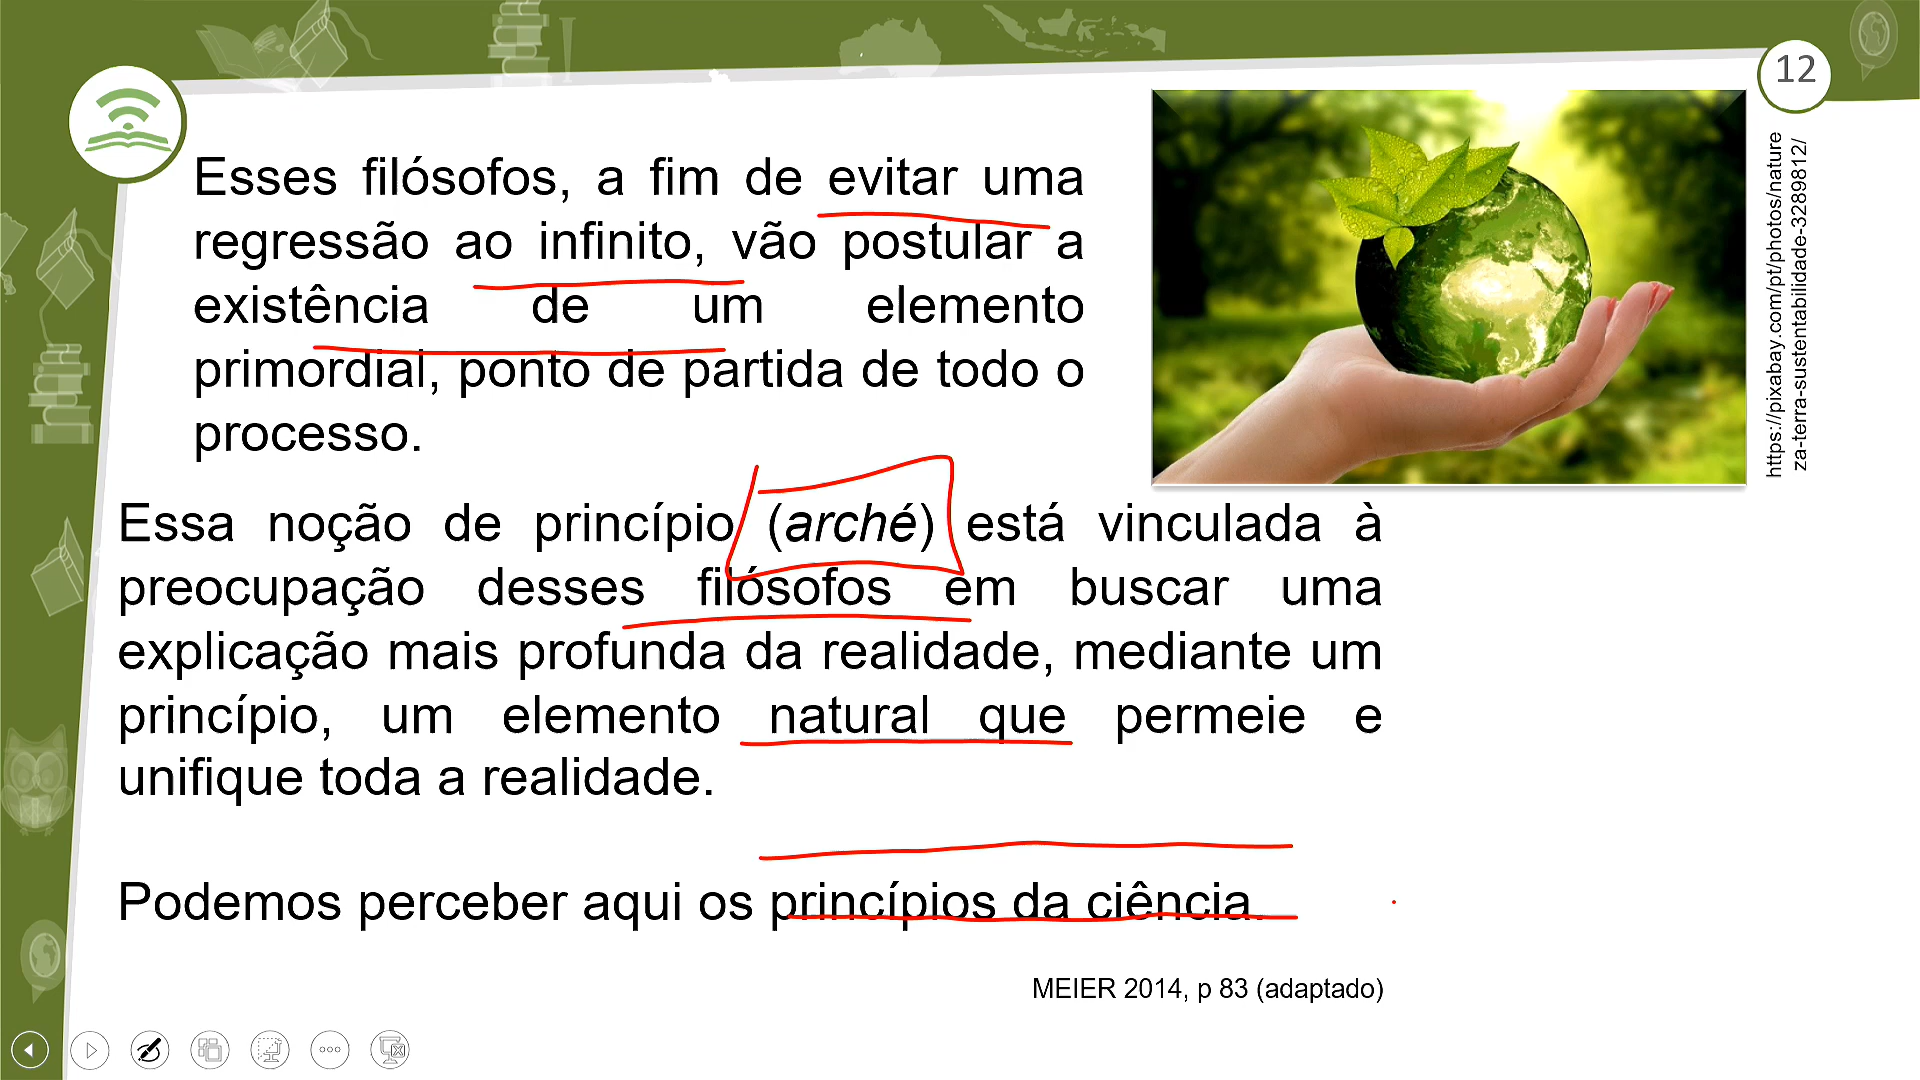 12
Esses filósofos, a fim de evitar uma
regressão ao infinito, vão postular a
existência de um elemento
primordial, ponto de partida de todo o
processo.
https://pixabay.com/pt/photos/nature
za-terra-sustentabilidade-3289812/
Essa noção de princípio (arché) está vinculada à
preocupação desses filósofos em buscar uma
explicação mais profunda da realidade, mediante um
princípio, um elemento natural que permeie e
unifique toda a realidade.
Podemos perceber aqui os princípios da ciência.
MEIER 2014, p 83 (adaptado)